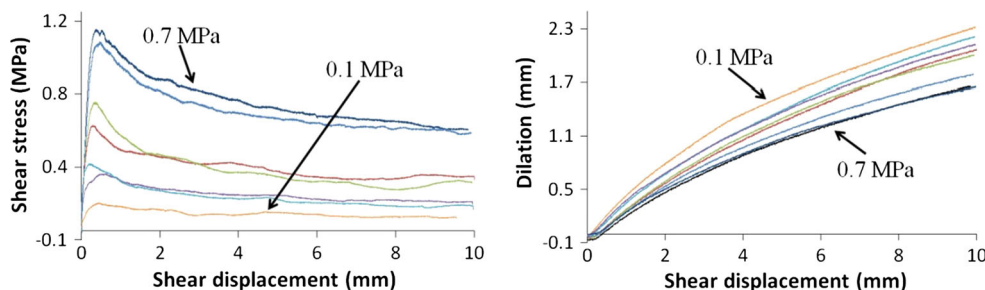 Shear stress (MPa)
1.2
0.8
0.4
-0.1
0.7 MPa
0.1 MPa
0 2 4 6 8 10
Shear displacement (mm)
Dilation (mm)
2.3
1.7
1.1
0.5
-0.1
0.1 MPa
0.7 MPa
0 2 4 6 8 10
Shear displacement (mm)